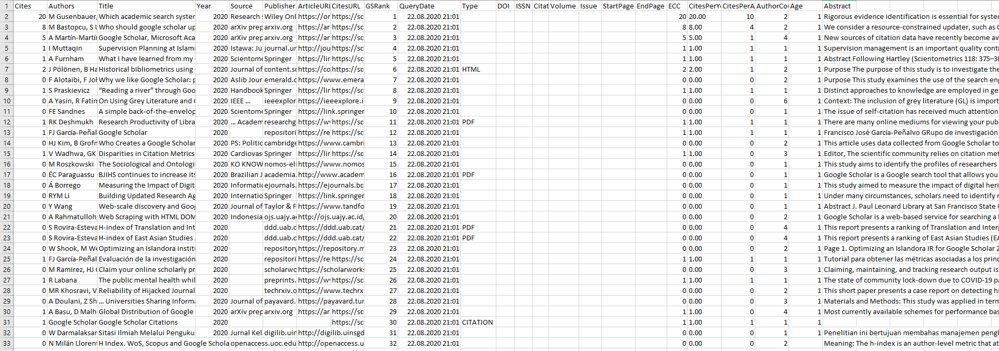 1 Cites Authors Title Year Source Publisher ArticleURL CitesURL GSRank QueryDate Type DOI ISSN Citat Volume Issue StartPage EndPage ECC CitesPerY CitesPerA AuthorCou Age Abstract
2 20 M Gusenbauer, Which academic search system 2020 Research Wiley Onl https://or https://sc 1 22.08.2020 21:01 20 20.00 10 2 1 Rigorous evidence identification is essential for syste
3 8 M Bastopcu, S U Who should google scholar up 2020 arXiv prep arxiv.org https://ar https://sc 2 22.08.2020 21:01 8 8.00 4 2 1 We consider a resource-constrained updater, such as G
4 5 A Martín-Martín Google Scholar, Microsoft Aca 2020 arXiv prep arxiv.org https://ar https://sc 3 22.08.2020 21:01 5 5.00 1 4 1 New sources of citation data have recently become av
5 1 I Muttaqin Supervision Planning at Islami 2020 Istawa: Ju journal.ur http://jou https://sc 4 22.08.2020 21:01 1 1.00 1 1 1 Supervision management is an important quality contr
6 1 A Furnham What I have learned from my 2020 Scientome Springer https://lir https://sc 5 22.08.2020 21:01 1 1.00 1 1 1 Abstract Following Hartley (Scientometrics 118: 375–38
7 2 J Pölönen, B Ha Historical bibliometrics using 2020 Journal of content.sc https://co https://sc 6 22.08.2020 21:01 HTML 2 2.00 1 2 1 Purpose The purpose of this study is to investigate the
8 0 F Alotaibi, F Joh Why we like Google Scholar: p 2020 Aslib Jour emerald.c https://www.emera 7 22.08.2020 21:01 0 0.00 0 2 1 Purpose This study examines the use of the search eng
9 1 S Praskievicz “Reading a river” through Goo 2020 Handbook Springer https://lir https://sc 8 22.08.2020 21:01 1 1.00 1 1 1 Distinct approaches to knowledge are employed in ge
10 0 A Yasin, R Fatim On Using Grey Literature and G 2020 IEEE … ieeexplor https://ieeexplore.i 9 22.08.2020 21:01 0 0.00 0 6 1 Context: The inclusion of grey literature (GL) is import
11 0 FE Sandnes A simple back-of-the-envelop 2020 Scientome Springer https://link.springer 10 22.08.2020 21:01 0 0.00 0 1 1 The issue of self-citation has received much attention
12 1 RK Deshmukh Research Productivity of Libra 2020 … Academ researchg https://w https://sc 11 22.08.2020 21:01 PDF 1 1.00 1 1 1 There are many online mediums for viewing your pub
13 1 FJ García-Peñal Google Scholar 2020 repositori https://re https://sc 12 22.08.2020 21:01 1 1.00 1 1 1 Francisco José García-Peñalvo GRupo de investigación
14 0 HJ Kim, B Grofn Who Creates a Google Scholar 2020 PS: Politic cambridge https://www.cambri 13 22.08.2020 21:01 0 0.00 0 2 1 This article uses data collected from Google Scholar to
15 1 V Wadhwa, GK Disparities in Citation Metrics 2020 Cardiovas Springer https://lir https://sc 14 22.08.2020 21:01 1 1.00 0 3 1 Editor, The scientific community relies on citation met
16 0 M Roszkowski The Sociological and Ontologi 2020 KO KNOW nomos-eli https://www.nomos 15 22.08.2020 21:01 0 0.00 0 1 1 This study aims to identify the profiles of researchers
17 0 ÉC Paraguassu BJIHS continues to increase its 2020 Brazilian J academia. http://www.academ 16 22.08.2020 21:01 PDF 0 0.00 0 1 1 Google Scholar is a Google search tool that allows you
18 0 Á Borrego Measuring the Impact of Digit 2020 Informatic ejournals. https://ejournals.bc 17 22.08.2020 21:01 0 0.00 0 1 1 This study aimed to measure the impact of digital heri
19 0 RYM Li Building Updated Research Ag 2020 Internatio Springer https://link.springer 18 22.08.2020 21:01 0 0.00 0 1 1 Under many circumstances, scholars need to identify r
20 0 Y Wang Web-scale discovery and Goog 2020 Journal of Taylor & F https://www.tandfo 19 22.08.2020 21:01 0 0.00 0 1 1 Abstract J. Paul Leonard Library at San Francisco State U
21 0 A Rahmatulloh, Web Scraping with HTML DOM 2020 Indonesia ojs.uajy.ac http://ojs.uajy.ac.id/ 20 22.08.2020 21:01 0 0.00 0 2 1 Google Scholar is a web-based service for searching a b
22 0 S Rovira-Esteva H-index of Translation and Int 2020 ddd.uab.c https://ddd.uab.cat/ 21 22.08.2020 21:01 PDF 0 0.00 0 4 1 This report presents a ranking of Translation and Interp
23 0 S Rovira-Esteva H-index of East Asian Studies 2020 ddd.uab.c https://ddd.uab.cat/ 22 22.08.2020 21:01 PDF 0 0.00 0 4 1 This report presents a ranking of East Asian Studies (EA
24 0 W Shook, M We Optimizing an Islandora instit 2020 repository https://repository.m 23 22.08.2020 21:01 0 0.00 0 2 1 Page 1. Optimizing an Islandora IR for Google Scholar 2
25 1 FJ García-Peñal Evaluación de la investigación 2020 repositori https://re https://sc 24 22.08.2020 21:01 1 1.00 1 1 1 Tutorial para obtener las métricas asociadas a los princ
26 0 M Ramirez, HJ C Claim your online scholarly pr 2020 scholarwo https://scholarworks 25 22.08.2020 21:01 0 0.00 0 3 1 Claiming, maintaining, and tracking research output is
27 1 R Labana The public mental health whil 2020 preprints. https://w https://sc 26 22.08.2020 21:01 1 1.00 1 1 1 The state of community lock-down due to COVID-19 pa
28 0 MR Khosravi, V Reliability of Hijacked Journal 2020 techrxiv.o https://www.techrx 27 22.08.2020 21:01 0 0.00 0 2 1 This short paper presents a case report on detecting hi
29 0 A Doulani, Z Sh … Universities Sharing Informa 2020 Journal of payavard. https://payavard.tur 28 22.08.2020 21:01 0 0.00 0 3 1 Materials and Methods: This study was applied in term
30 1 A Basu, D Malh Global Distribution of Google 2020 arXiv prep arxiv.org https://ar https://sc 29 22.08.2020 21:01 1 1.00 0 4 1 Most currently available schemes for performance bas
31 1 Google Scholar Google Scholar Citations 2020 https://sc 30 22.08.2020 21:01 CITATION 1 1.00 1 1 1
32 0 W Darmalaksar Sitasi Ilmiah Melalui Penguku 2020 Jurnal Kel digilib.uin http://digilib.uinsgd 31 22.08.2020 21:01 0 0.00 0 1 1 Penelitian ini bertujuan membahas manajemen pengh
33 0 N Milán Lloren H Index. WoS, Scopus and Google Schola openaccess.uoc.edu http://openaccess.u 32 22.08.2020 21:01 0 0.00 0 2 Meaning: The h-index is an author-level metric that at